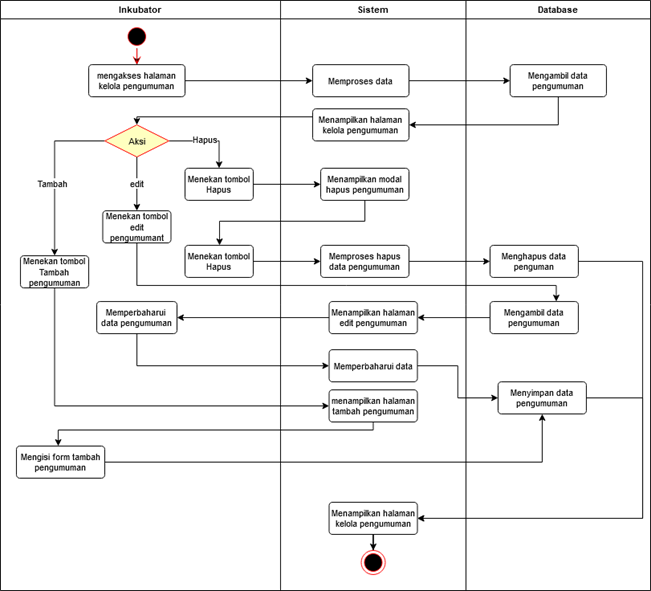 Inkubator
Sistem
Database
mengakses halaman
kelola pengumuman
Memproses data
Mengambil data
pengumuman
Menampilkan halaman
kelola pengumuman
Aksi
Hapus
Tambah
edit
Menekan tombol
Hapus
Menampilkan modal
hapus pengumuman
Menekan tombol
edit
pengumumant
Menekan tombol
Tambah
pengumuman
Menekan tombol
Hapus
Memproses hapus
data pengumuman
Menghapus data
penguman
Memperbaharui
data pengumuman
Menampilkan halaman
edit pengumuman
Mengambil data
pengumuman
Memperbaharui data
Menyimpan data
pengumuman
menampilkan halaman
tambah pengumuman
Mengisi form tambah
pengumuman
Menampilkan halaman
kelola pengumuman